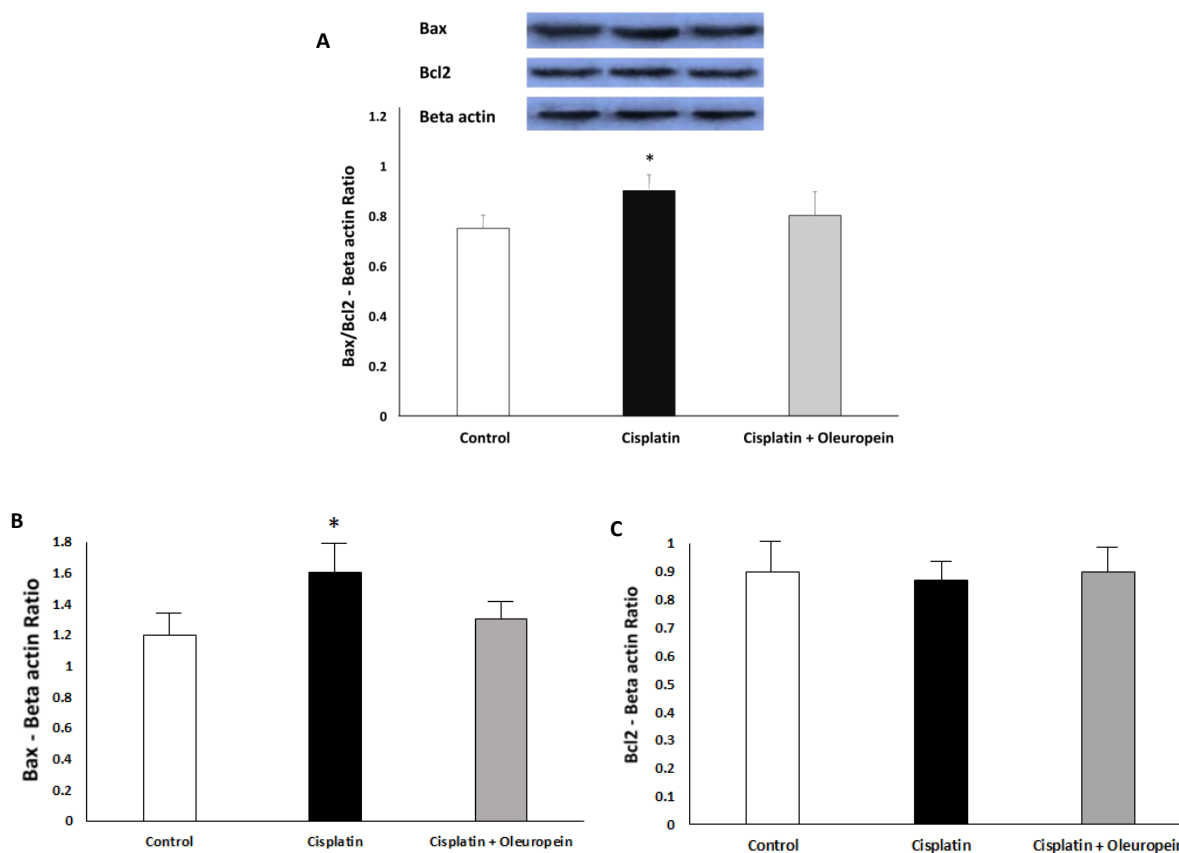 A
Bax
Bcl2
Beta actin
Bax/Bcl2 - Beta actin Ratio
1.2
1
0.8
0.6
0.4
0.2
0
*
Control Cisplatin Cisplatin + Oleuropein
B
Bax - Beta actin Ratio
1.8
1.6
1.4
1.2
1
0.8
0.6
0.4
0.2
0
*
Control Cisplatin Cisplatin + Oleuropein
C
Bcl2 - Beta actin Ratio
1
0.9
0.8
0.7
0.6
0.5
0.4
0.3
0.2
0.1
0
Control Cisplatin Cisplatin + Oleuropein